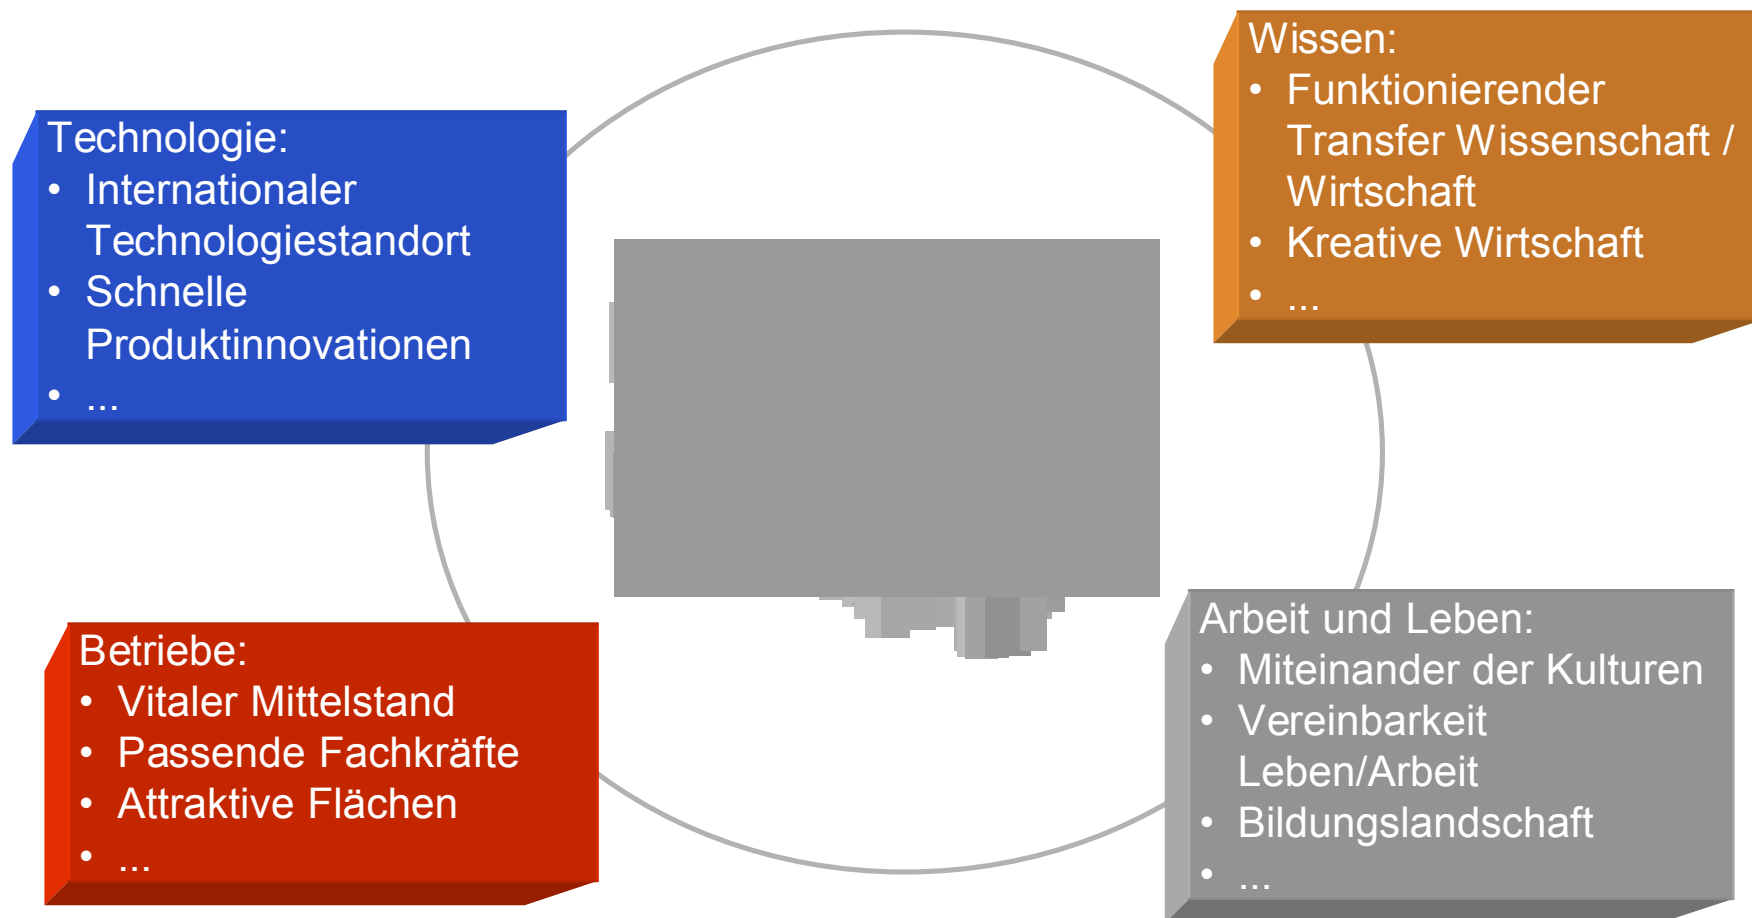 Technologie:
• Internationaler
Technologiestandort
• Schnelle
Produktinnovationen
• ...
Wissen:
• Funktionierender
Transfer Wissenschaft /
Wirtschaft
• Kreative Wirtschaft
• ...
Betriebe:
• Vitaler Mittelstand
• Passende Fachkräfte
• Attraktive Flächen
• ...
Arbeit und Leben:
• Miteinander der Kulturen
• Vereinbarkeit
Leben/Arbeit
• Bildungslandschaft
• ...